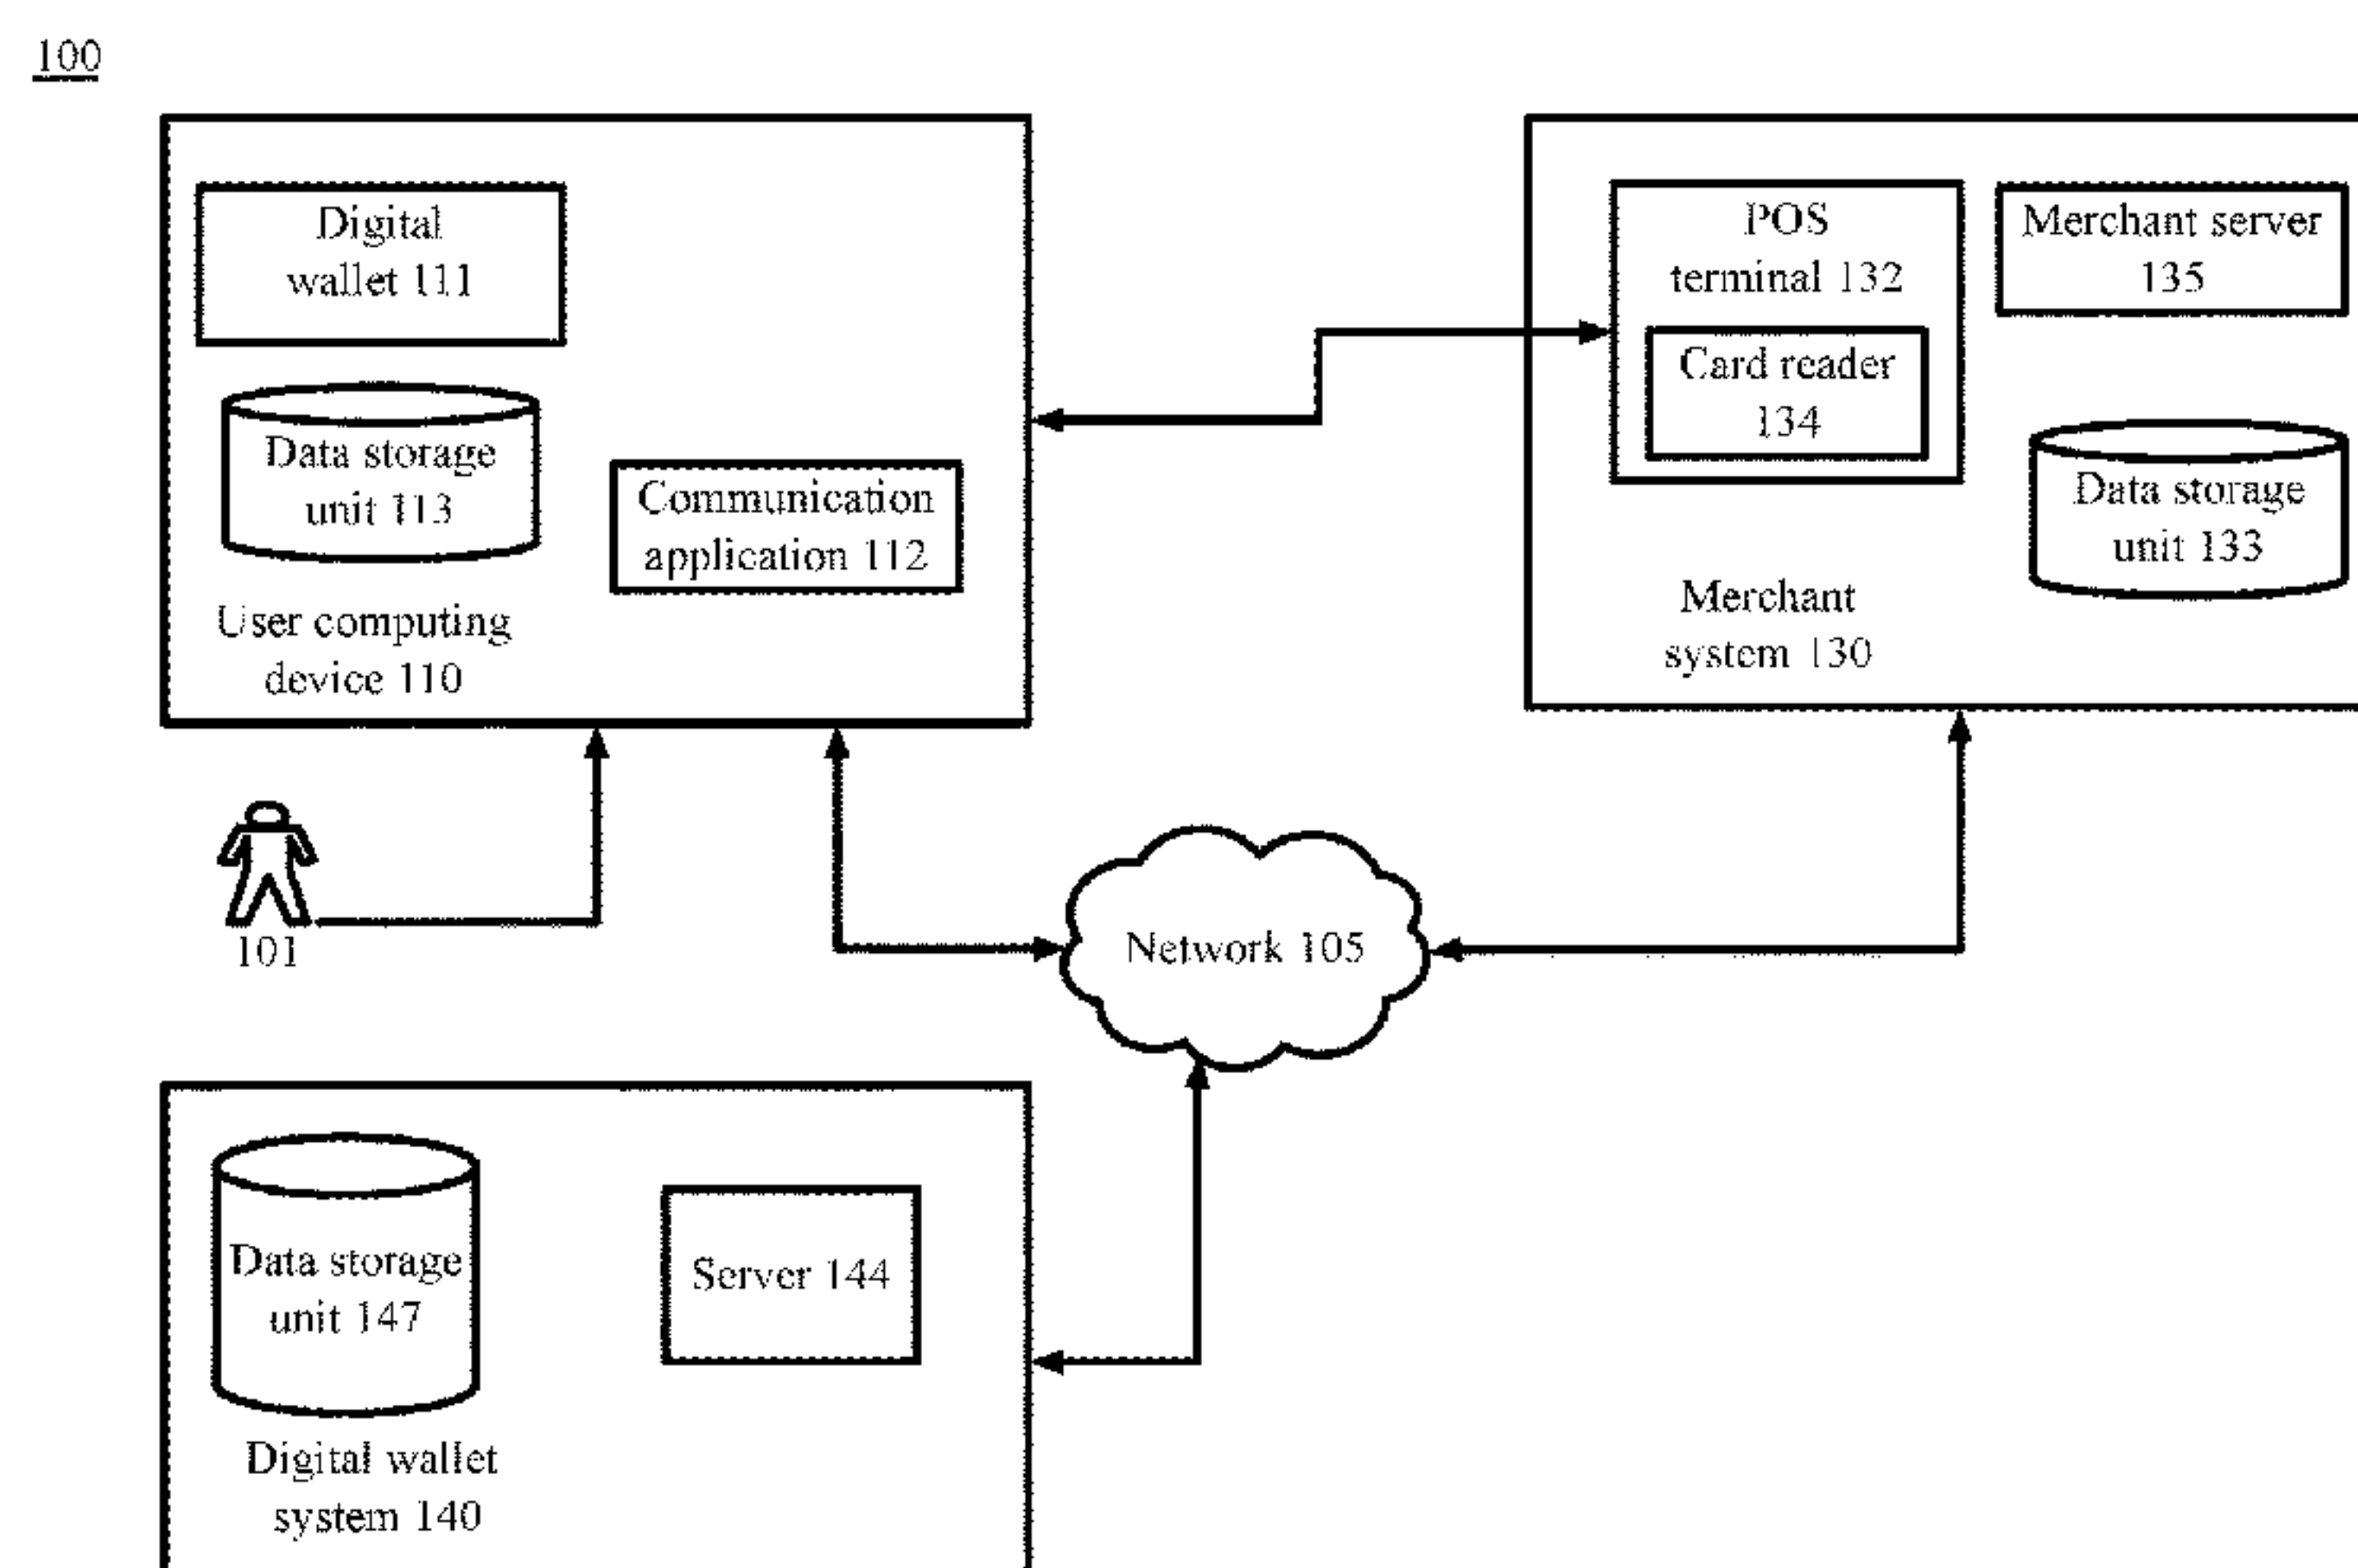 100
Digital
wallet 111
Data storage
unit 113
Communication
application 112
User computing
device 110
POS
terminal 132
Card reader
134
Merchant server
135
Data storage
unit 133
Merchant
system 130
101
Network 105
Data storage
unit 147
Server 144
Digital wallet
system 140